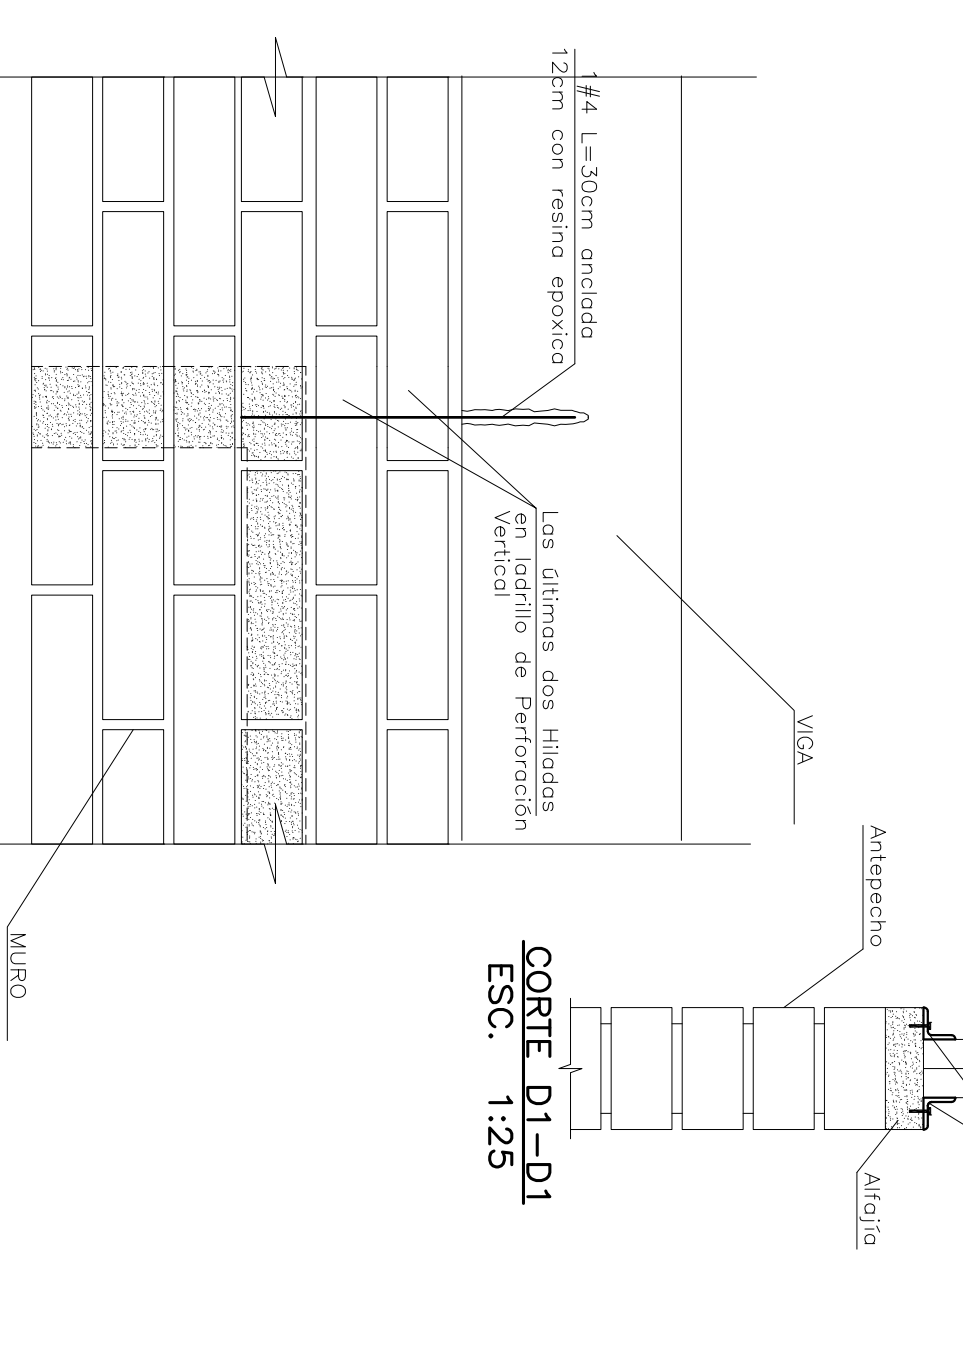 1#4 L=30cm anclada
12cm con resina epoxica
Las últimas dos Hiladas
en ladrillo de Perforación
Vertical
VIGA
MURO
Antepecho
Alfajía
CORTE D1-D1
ESC. 1:25